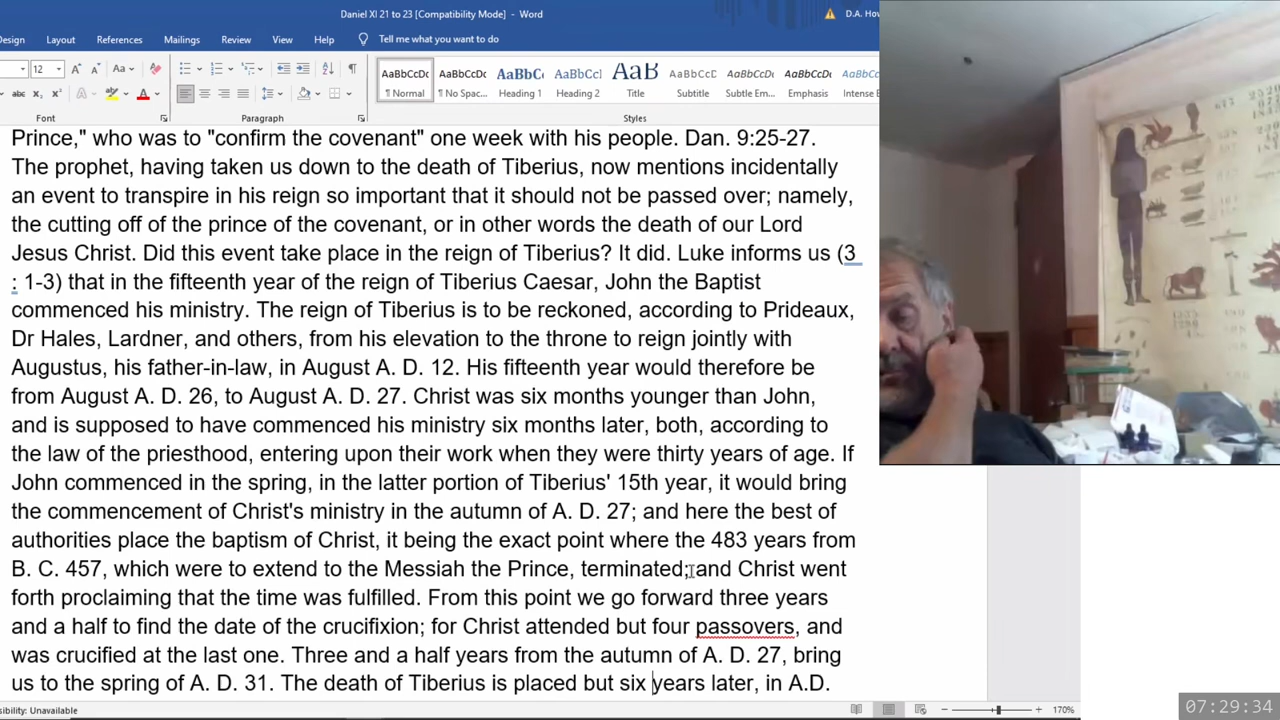 Daniel XI 21 to 23 [Compatibility Mode] - Word
D.A. Hov
Design Layout References Mailings Review View Help Tell me what you want to do
12 Aa
AaBbCcDc AaBbCcDc AaBbC AaBbCcC AaB AaBbCcD AaBbCcDc AaBbCcDc AaBbCc
¶ Normal ¶ No Spac... Heading 1 Heading 2 Title Subtitle Subtle Em... Emphasis Intense E
Font Paragraph Styles
Prince," who was to "confirm the covenant" one week with his people. Dan. 9:25-27.
The prophet, having taken us down to the death of Tiberius, now mentions incidentally
an event to transpire in his reign so important that it should not be passed over; namely,
the cutting off of the prince of the covenant, or in other words the death of our Lord
Jesus Christ. Did this event take place in the reign of Tiberius? It did. Luke informs us (3
: 1-3) that in the fifteenth year of the reign of Tiberius Caesar, John the Baptist
commenced his ministry. The reign of Tiberius is to be reckoned, according to Prideaux,
Dr Hales, Lardner, and others, from his elevation to the throne to reign jointly with
Augustus, his father-in-law, in August A. D. 12. His fifteenth year would therefore be
from August A. D. 26, to August A. D. 27. Christ was six months younger than John,
and is supposed to have commenced his ministry six months later, both, according to
the law of the priesthood, entering upon their work when they were thirty years of age. If
John commenced in the spring, in the latter portion of Tiberius' 15th year, it would bring
the commencement of Christ's ministry in the autumn of A. D. 27; and here the best of
authorities place the baptism of Christ, it being the exact point where the 483 years from
B. C. 457, which were to extend to the Messiah the Prince, terminated; and Christ went
forth proclaiming that the time was fulfilled. From this point we go forward three years
and a half to find the date of the crucifixion; for Christ attended but four passovers, and
was crucified at the last one. Three and a half years from the autumn of A. D. 27, bring
us to the spring of A. D. 31. The death of Tiberius is placed but six years later, in A.D.
sibility: Unavailable
170%
07:29:34